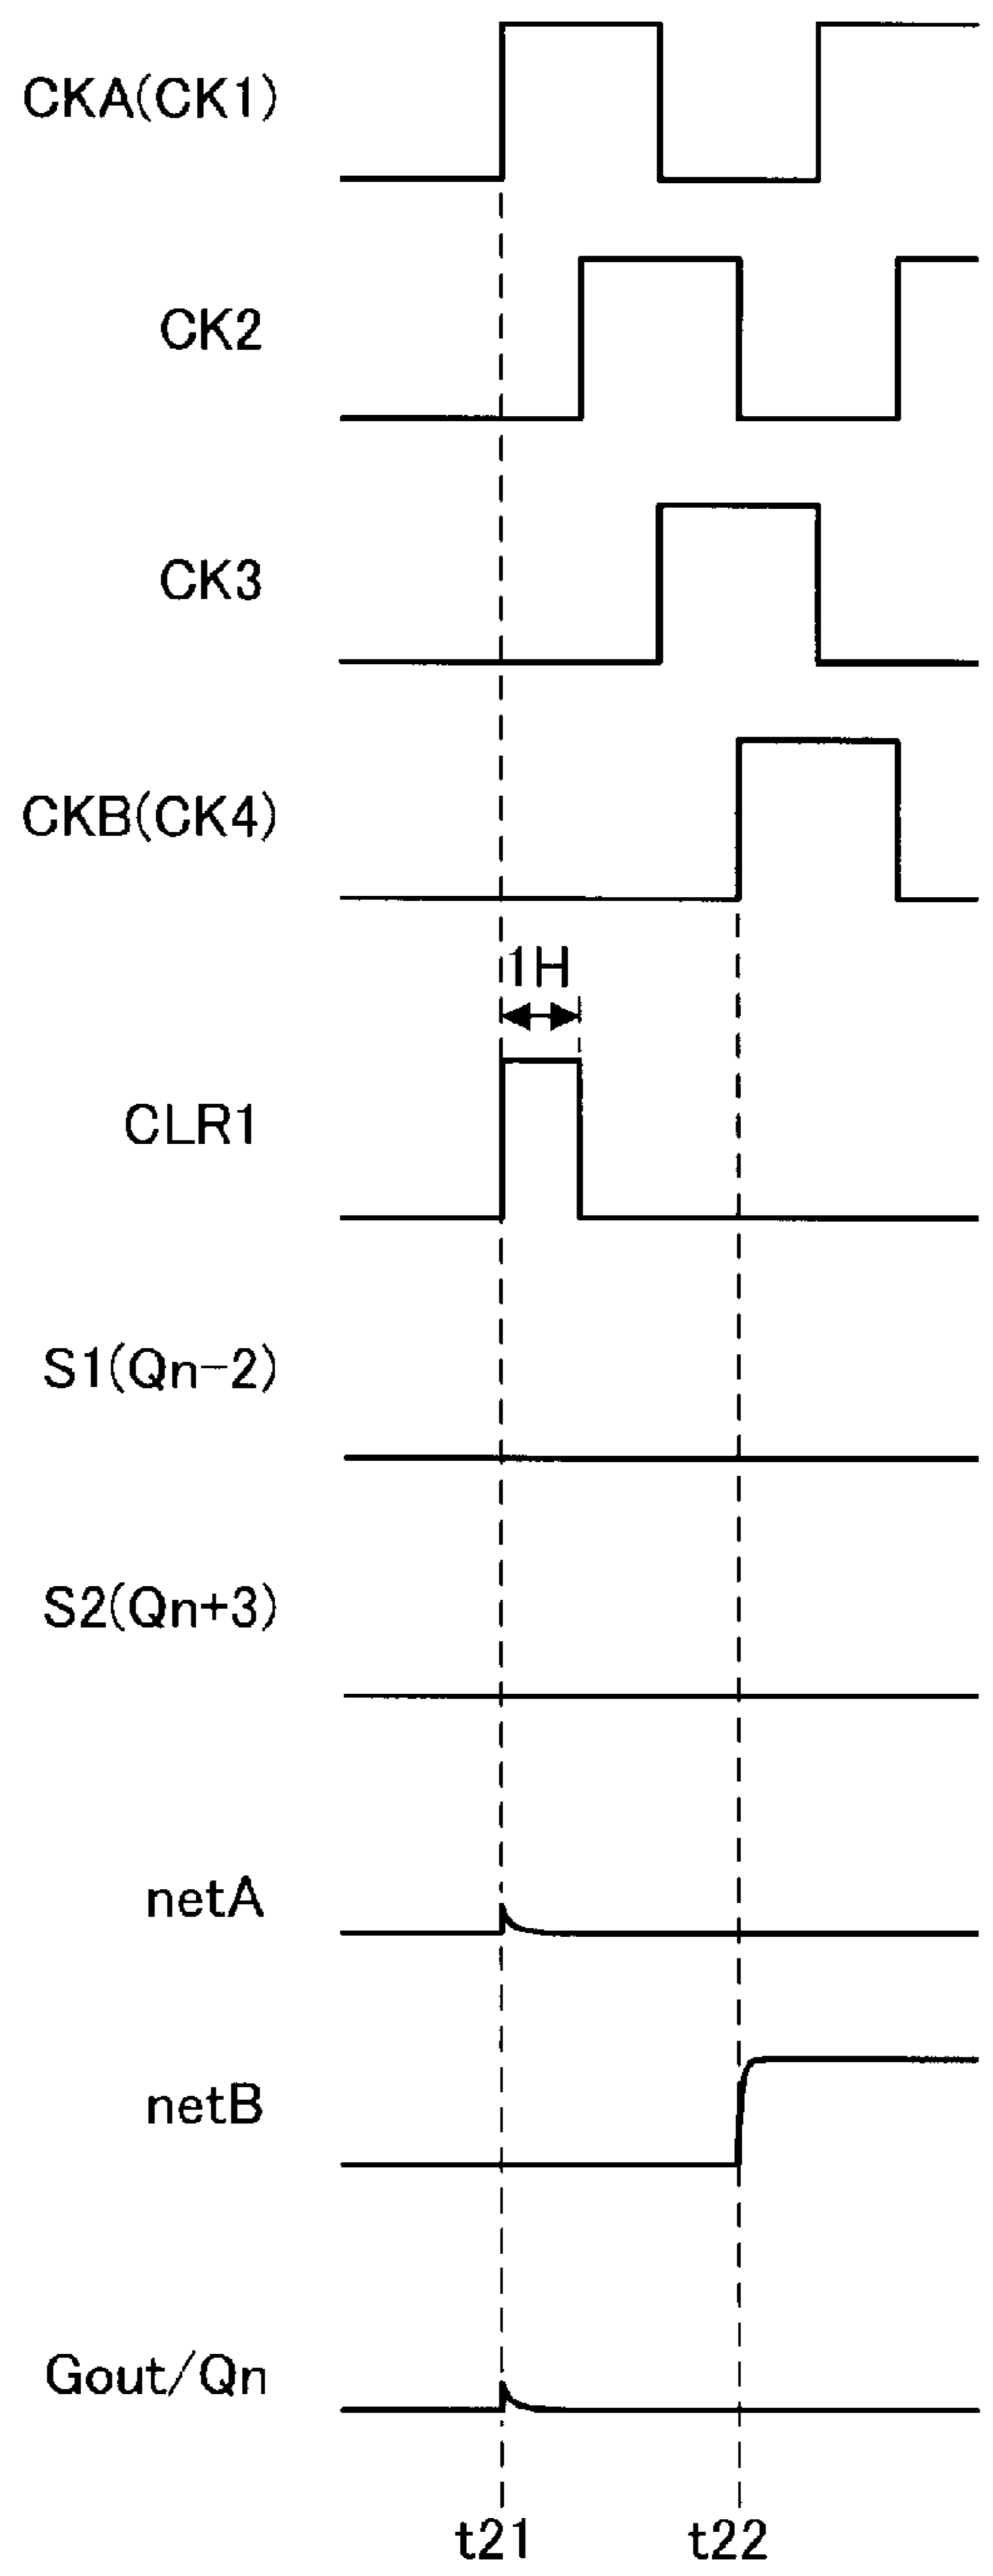 CKA(CK1)
CK2
CK3
CKB(CK4)
1H
CLR1
S1(Qn-2)
S2(Qn+3)
netA
netB
Gout/Qn
t21 t22